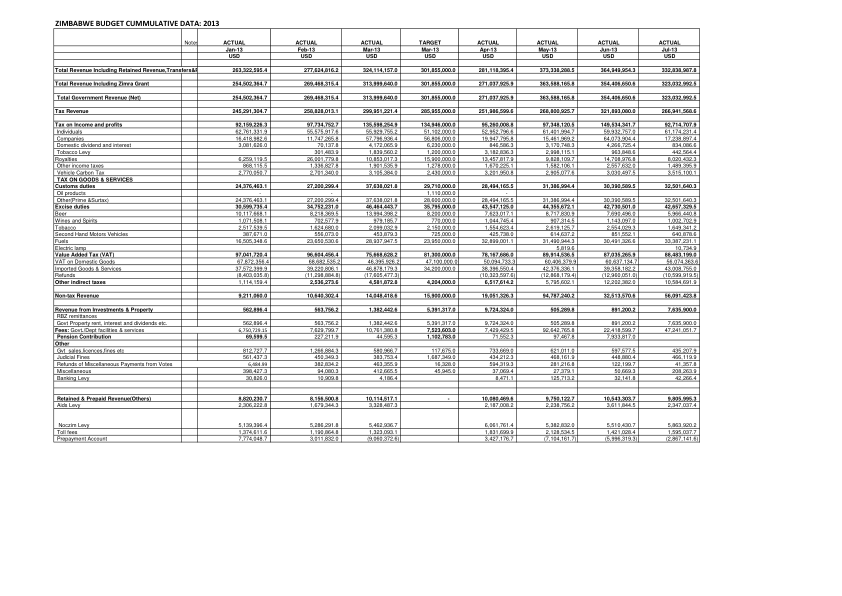 ZIMBABWE BUDGET CUMMULATIVE DATA: 2013
Notes ACTUAL ACTUAL ACTUAL TARGET ACTUAL ACTUAL ACTUAL ACTUAL
Jan-13 Feb-13 Mar-13 Mar-13 Apr-13 May-13 Jun-13 Jul-13
USD USD USD USD USD USD USD USD
Total Revenue Including Retained Revenue,Transfers&P 263,322,595.4 277,624,816.2 324,114,157.0 301,855,000.0 281,118,395.4 373,338,288.5 364,949,954.3 332,838,987.8
Total Revenue Including Zimra Grant 254,502,364.7 269,468,315.4 313,999,640.0 301,855,000.0 271,037,925.9 363,588,165.8 354,406,650.6 323,032,992.5
Total Government Revenue (Net) 254,502,364.7 269,468,315.4 313,999,640.0 301,855,000.0 271,037,925.9 363,588,165.8 354,406,650.6 323,032,992.5
Tax Revenue 245,291,304.7 258,828,013.1 299,951,221.4 285,955,000.0 251,986,599.6 268,800,925.7 321,893,080.0 266,941,568.6
Tax on Income and profits 92,159,226.3 97,734,752.7 135,598,254.9 134,946,000.0 95,260,008.8 97,348,120.5 149,534,341.7 92,714,707.9
Individuals 62,761,331.9 55,575,917.6 55,929,755.2 51,102,000.0 52,952,796.6 61,401,994.7 59,932,757.0 61,174,231.4
Companies 16,418,982.6 11,747,265.8 57,796,936.4 56,806,000.0 19,947,795.8 15,461,969.2 64,073,904.4 17,238,897.4
Domestic dividend and interest 3,081,626.0 70,137.8 4,172,065.9 6,230,000.0 846,586.3 3,170,748.3 4,266,725.4 834,086.6
Tobacco Levy 301,483.9 1,839,560.2 1,200,000.0 3,182,836.3 2,998,115.1 963,848.6 442,564.4
Royalties 6,259,119.5 26,001,779.8 10,853,017.3 15,900,000.0 13,457,817.9 9,828,109.7 14,708,976.8 8,020,432.3
Other income taxes 868,115.5 1,336,827.8 1,901,535.9 1,278,000.0 1,670,225.1 1,582,106.1 2,557,632.0 1,489,395.9
Vehicle Carbon Tax 2,770,050.7 2,701,340.0 3,105,384.0 2,430,000.0 3,201,950.8 2,905,077.6 3,030,497.5 3,515,100.1
TAX ON GOODS & SERVICES
Customs duties 24,376,463.1 27,200,299.4 37,638,021.8 29,710,000.0 28,494,165.5 31,386,994.4 30,390,589.5 32,501,640.3
Oil products - - 1,110,000.0
Other(Prime &Surtax) 24,376,463.1 27,200,299.4 37,638,021.8 28,600,000.0 28,494,165.5 31,386,994.4 30,390,589.5 32,501,640.3
Excise duties 30,599,735.4 34,752,231.0 46,464,443.7 35,795,000.0 43,547,125.0 44,355,672.1 42,730,501.0 42,657,329.5
Beer 10,117,668.1 8,218,369.5 13,394,398.2 8,200,000.0 7,623,017.1 8,717,830.9 7,690,496.0 5,966,440.8
Wines and Spirits 1,071,508.1 702,577.9 979,185.7 770,000.0 1,044,745.4 907,314.5 1,143,097.0 1,002,702.9
Tobacco 2,517,539.5 1,624,680.0 2,099,032.9 2,150,000.0 1,554,623.4 2,619,125.7 2,554,029.3 1,649,341.2
Second Hand Motors Vehicles 387,671.0 556,073.0 453,879.3 725,000.0 425,738.0 614,637.2 851,552.1 640,878.6
Fuels 16,505,348.6 23,650,530.6 28,937,947.5 23,950,000.0 32,899,001.1 31,490,944.3 30,491,326.6 33,387,231.1
Electric lamp 5,819.6 10,734.9
Value Added Tax (VAT) 97,041,720.4 96,604,456.4 75,668,628.2 81,300,000.0 78,167,686.0 89,914,536.5 87,035,265.9 88,483,199.0
VAT on Domestic Goods 67,872,356.4 68,682,535.2 46,395,926.2 47,100,000.0 50,094,733.3 60,406,379.9 60,637,134.7 56,074,363.6
Imported Goods & Services 37,572,399.9 39,220,806.1 46,878,179.3 34,200,000.0 38,396,550.4 42,376,336.1 39,358,182.2 43,008,755.0
Refunds (8,403,035.8) (11,298,884.9) (17,605,477.3) (10,323,597.6) (12,868,179.4) (12,960,051.0) (10,599,919.5)
Other indirect taxes 1,114,159.4 2,536,273.6 4,581,872.8 4,204,000.0 6,517,614.2 5,795,602.1 12,202,382.0 10,584,691.9
Non-tax Revenue 9,211,060.0 10,640,302.4 14,048,418.6 15,900,000.0 19,051,326.3 94,787,240.2 32,513,570.6 56,091,423.8
Revenue from Investments & Property 562,896.4 563,756.2 1,382,442.6 5,391,317.0 9,724,324.0 505,289.8 891,200.2 7,635,900.0
RBZ remittances
Govt Property rent, interest and dividends etc. 562,896.4 563,756.2 1,382,442.6 5,391,317.0 9,724,324.0 505,289.8 891,200.2 7,635,900.0
Fees: Govt.Dept facilities & services 6,750,729.15 7,629,799.7 10,761,380.8 7,523,603.0 7,429,429.5 92,642,765.8 22,418,599.7 47,241,051.7
Pension Contribution 69,599.5 227,211.9 44,595.3 1,102,783.0 71,552.3 97,467.8 7,933,817.0
Other
Gvt sales,licences,fines etc 812,727.7 1,266,884.3 580,966.7 117,675.0 733,669.0 621,011.0 597,577.5 435,207.9
Judicial Fines 561,437.3 450,349.3 383,753.4 1,687,349.0 434,212.3 468,161.9 448,880.4 466,119.9
Refunds of Miscellaneous Payments from Votes 6,484.99 382,834.2 463,355.9 16,328.0 594,319.3 281,216.8 122,199.7 41,357.8
Miscellaneous 398,427.3 94,080.3 412,665.5 45,945.0 37,069.4 27,379.1 50,669.3 208,263.9
Banking Levy 30,826.0 10,909.8 4,186.4 8,471.1 125,713.2 32,141.8 42,266.4
Retained & Prepaid Revenue(Others) 8,820,230.7 8,156,500.8 10,114,517.1 - 10,080,469.6 9,750,122.7 10,543,303.7 9,805,995.3
Aids Levy 2,306,222.8 1,679,344.3 3,328,487.3 2,187,008.2 2,238,756.2 3,611,844.5 2,347,037.4
Noczim Levy 5,139,396.4 5,286,291.8 5,462,936.7 6,061,761.4 5,382,832.0 5,510,430.7 5,863,920.2
Toll fees 1,374,611.6 1,190,864.8 1,323,093.1 1,831,699.9 2,128,534.5 1,421,028.4 1,595,037.7
Prepayment Account 7,774,048.7 3,011,832.0 (9,060,372.6) 3,427,176.7 (7,104,161.7) (5,996,319.3) (2,867,141.6)